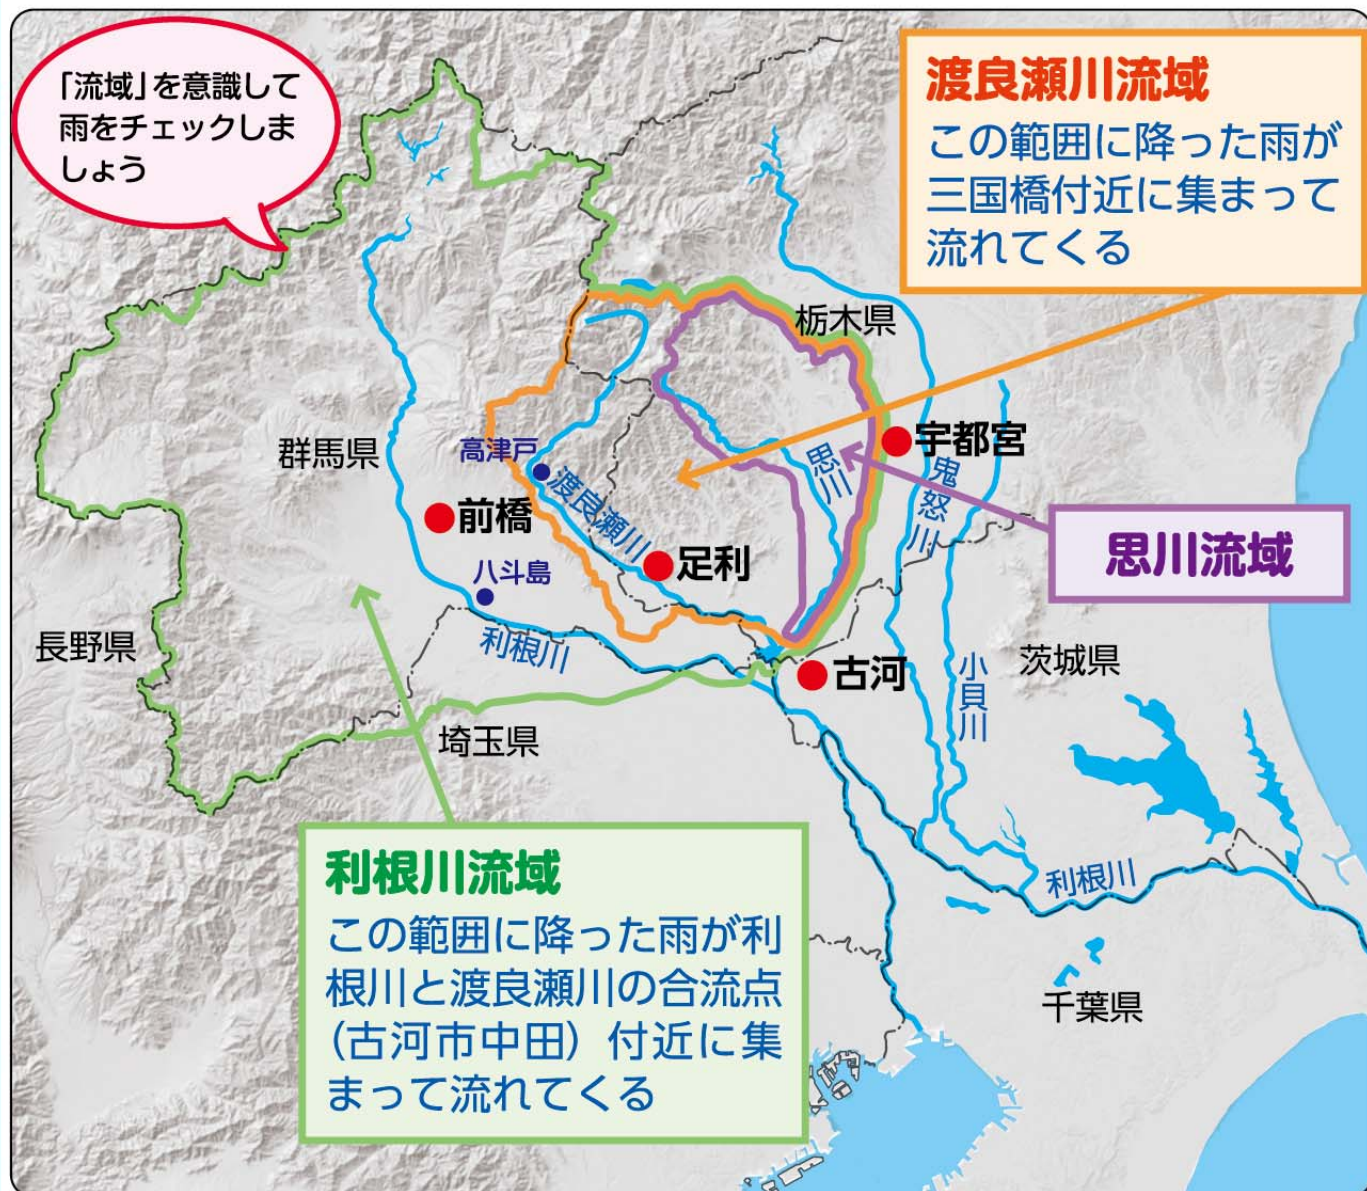 「流域」を意識して
雨をチェックしま
しょう
渡良瀬川流域
この範囲に降った雨が
三国橋付近に集まって
流れてくる
栃木県
宇都宮
群馬県
高津戸
渡良瀬川
思川
鬼怒川
前橋
足利
八斗島
思川流域
長野県
利根川
古河
小貝川
茨城県
埼玉県
利根川流域
この範囲に降った雨が利
根川と渡良瀬川の合流点
(古河市中田) 付近に集
まって流れてくる
利根川
千葉県